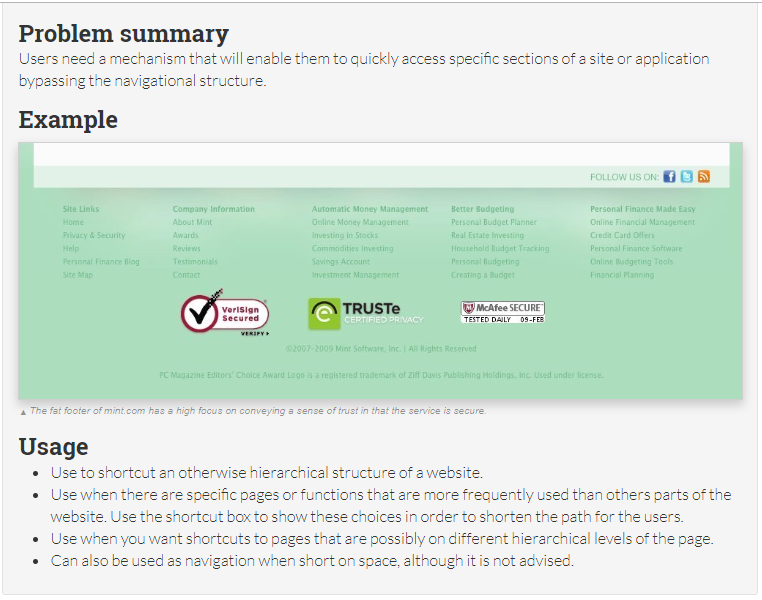 Problem summary
Users need a mechanism that will enable them to quickly access specific sections of a site or application
bypassing the navigational structure.
Example
FOLLOW US ON:
Site Links
Home
Privacy & Security
Help
Personal Finance Blog
Site Map
Company Information
About Mint
Awards
Reviews
Testimonials
Contact
Automatic Money Management
Online Money Management
Investing in Stocks
Commodities Investing
Savings Account
Investment Management
Better Budgeting
Personal Budget Planner
Real Estate Investing
Household Budget Tracking
Personal Budgeting
Creating a Budget
Personal Finance Made Easy
Online Financial Management
Credit Card Offers
Personal Finance Software
Online Budgeting Tools
Financial Planning
VeriSign
Secured
VERIFY
TRUSTe
CERTIFIED PRIVACY
McAfee SECURE
TESTED DAILY 09-FEB
©2007-2009 Mint Software, Inc. | All Rights Reserved
PC Magazine Editors' Choice Award Logo is a registered trademark of Ziff Davis Publishing Holdings, Inc. Used under license.
▲ The fat footer of mint.com has a high focus on conveying a sense of trust in that the service is secure.
Usage
• Use to shortcut an otherwise hierarchical structure of a website.
• Use when there are specific pages or functions that are more frequently used than others parts of the
website. Use the shortcut box to show these choices in order to shorten the path for the users.
• Use when you want shortcuts to pages that are possibly on different hierarchical levels of the page.
• Can also be used as navigation when short on space, although it is not advised.